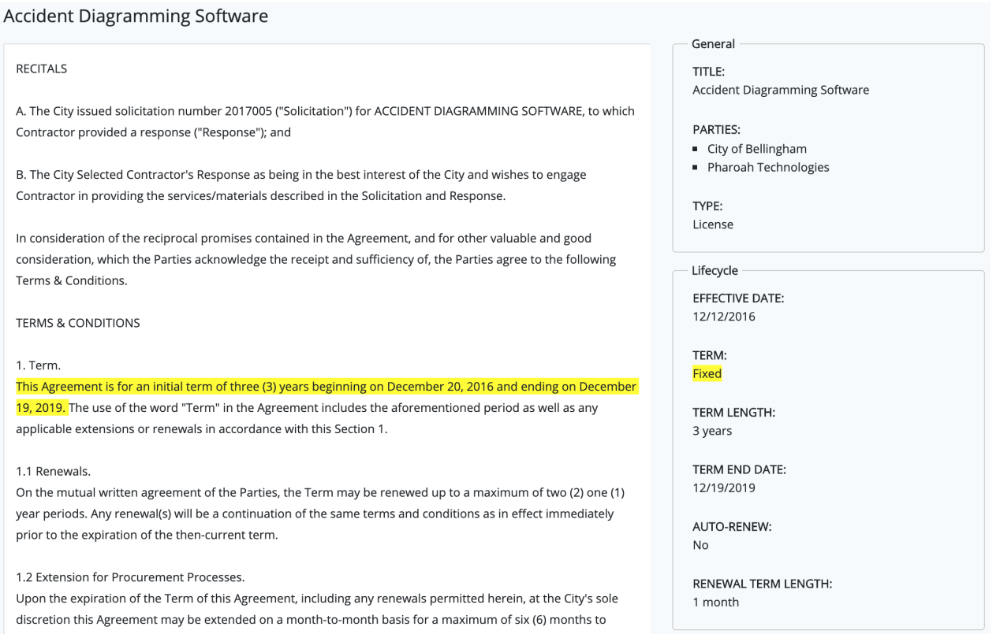 Accident Diagramming Software
RECITALS
A. The City issued solicitation number 2017005 ("Solicitation") for ACCIDENT DIAGRAMMING SOFTWARE, to which
Contractor provided a response ("Response"); and
B. The City Selected Contractor's Response as being in the best interest of the City and wishes to engage
Contractor in providing the services/materials described in the Solicitation and Response.
In consideration of the reciprocal promises contained in the Agreement, and for other valuable and good
consideration, which the Parties acknowledge the receipt and sufficiency of, the Parties agree to the following
Terms & Conditions.
TERMS & CONDITIONS
1. Term.
This Agreement is for an initial term of three (3) years beginning on December 20, 2016 and ending on December
19, 2019. The use of the word "Term" in the Agreement includes the aforementioned period as well as any
applicable extensions or renewals in accordance with this Section 1.
1.1 Renewals.
On the mutual written agreement of the Parties, the Term may be renewed up to a maximum of two (2) one (1)
year periods. Any renewal(s) will be a continuation of the same terms and conditions as in effect immediately
prior to the expiration of the then-current term.
1.2 Extension for Procurement Processes.
Upon the expiration of the Term of this Agreement, including any renewals permitted herein, at the City's sole
discretion this Agreement may be extended on a month-to-month basis for a maximum of six (6) months to
General
TITLE:
Accident Diagramming Software
PARTIES:
▪ City of Bellingham
▪ Pharoah Technologies
TYPE:
License
Lifecycle
EFFECTIVE DATE:
12/12/2016
TERM:
Fixed
TERM LENGTH:
3 years
TERM END DATE:
12/19/2019
AUTO-RENEW:
No
RENEWAL TERM LENGTH:
1 month